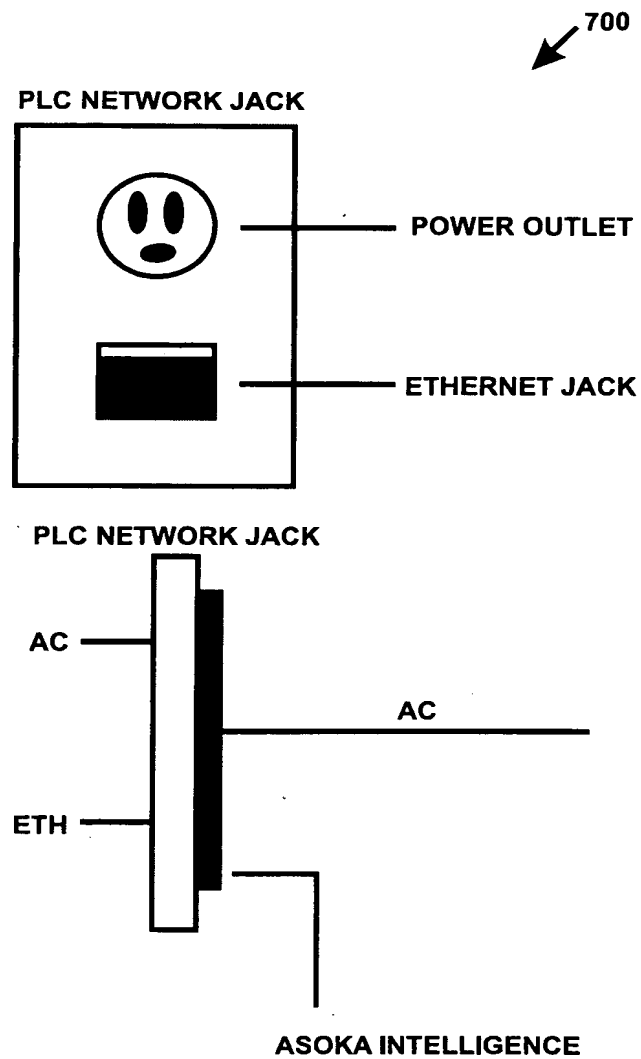 700
PLC NETWORK JACK
POWER OUTLET
ETHERNET JACK
PLC NETWORK JACK
AC
AC
ETH
ASOKA INTELLIGENCE